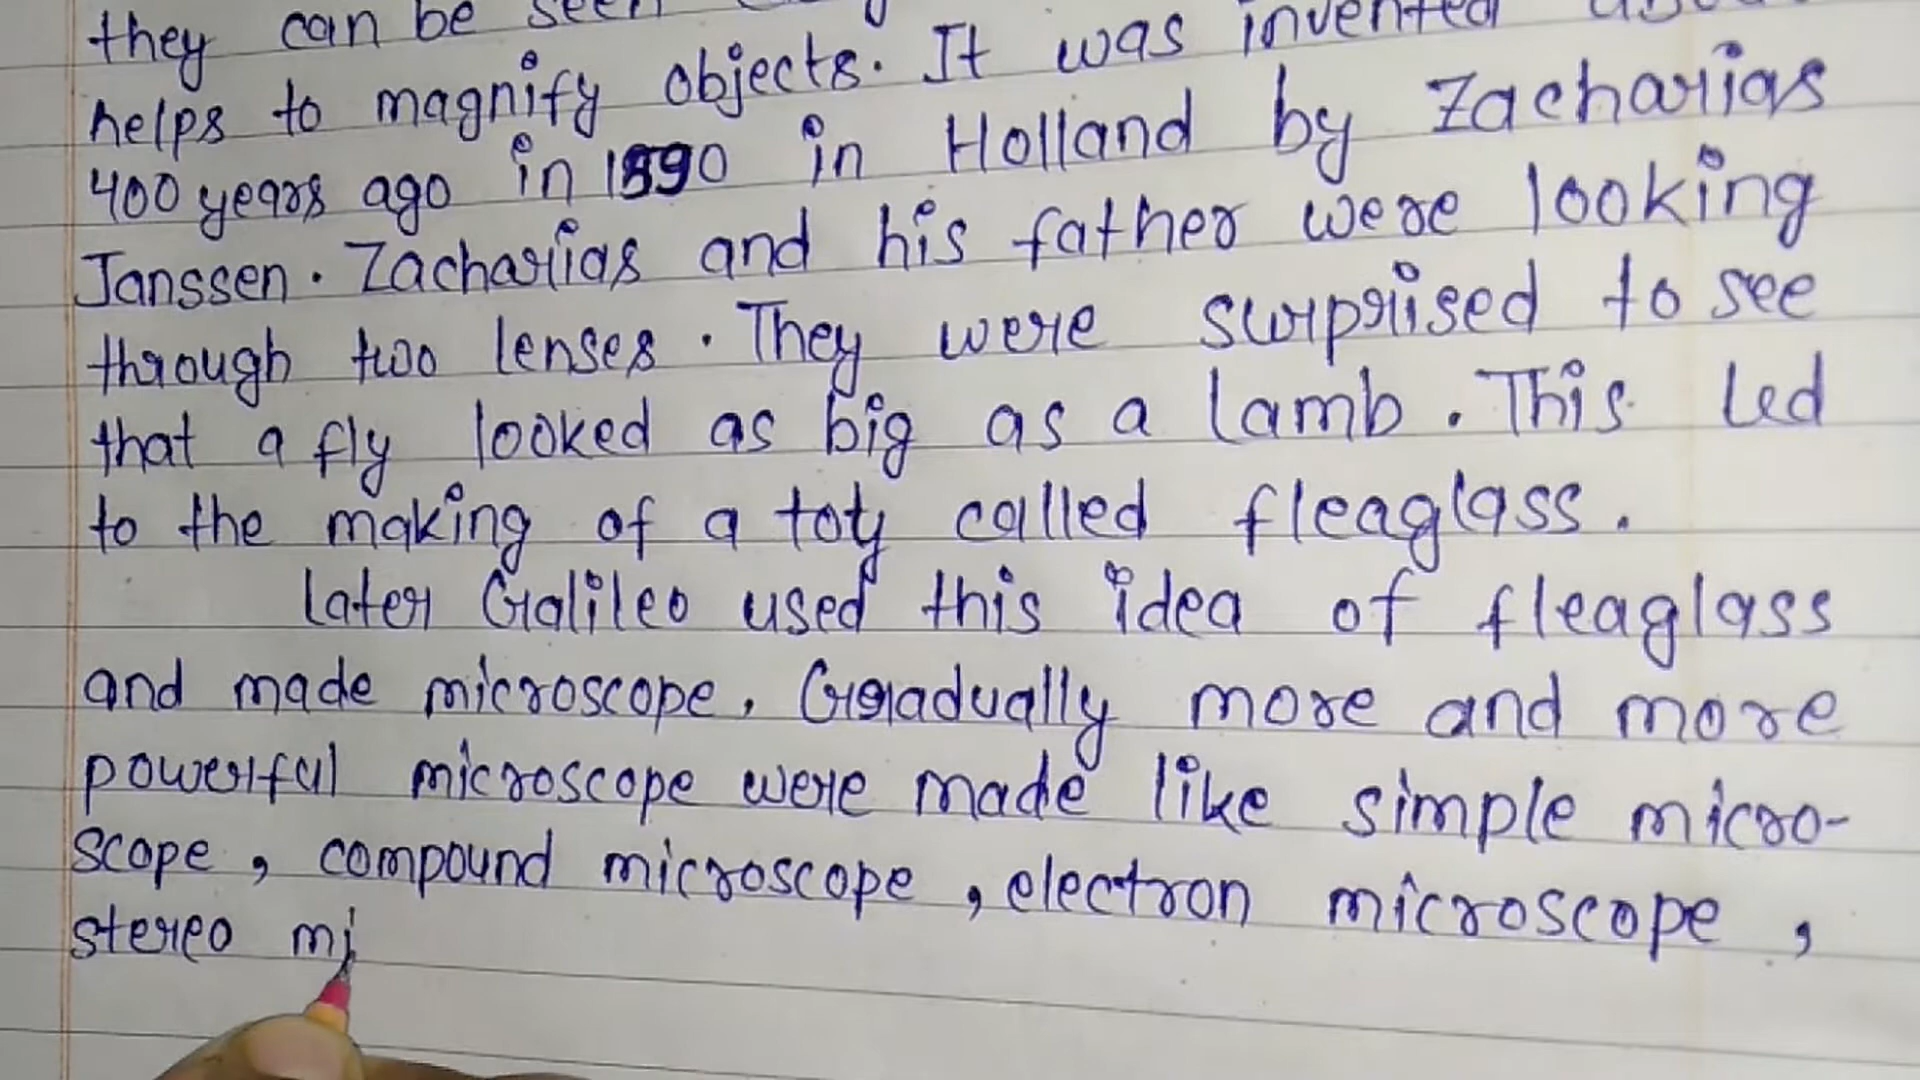 they can be seen
helps to magnify objects. It was invented
400 years ago in 1590 in Holland by Zacharias
Janssen. Zacharias and his father were looking
through two lenses. They were surprised to see
that a fly looked as big as a lamb. This led
to the making of a toty called fleaglass.
Later Galileo used this idea of fleaglass
and made microscope. Gradually more and more
powerful microscope were made like simple micro-
scope, compound microscope, electron microscope,
stereo mi